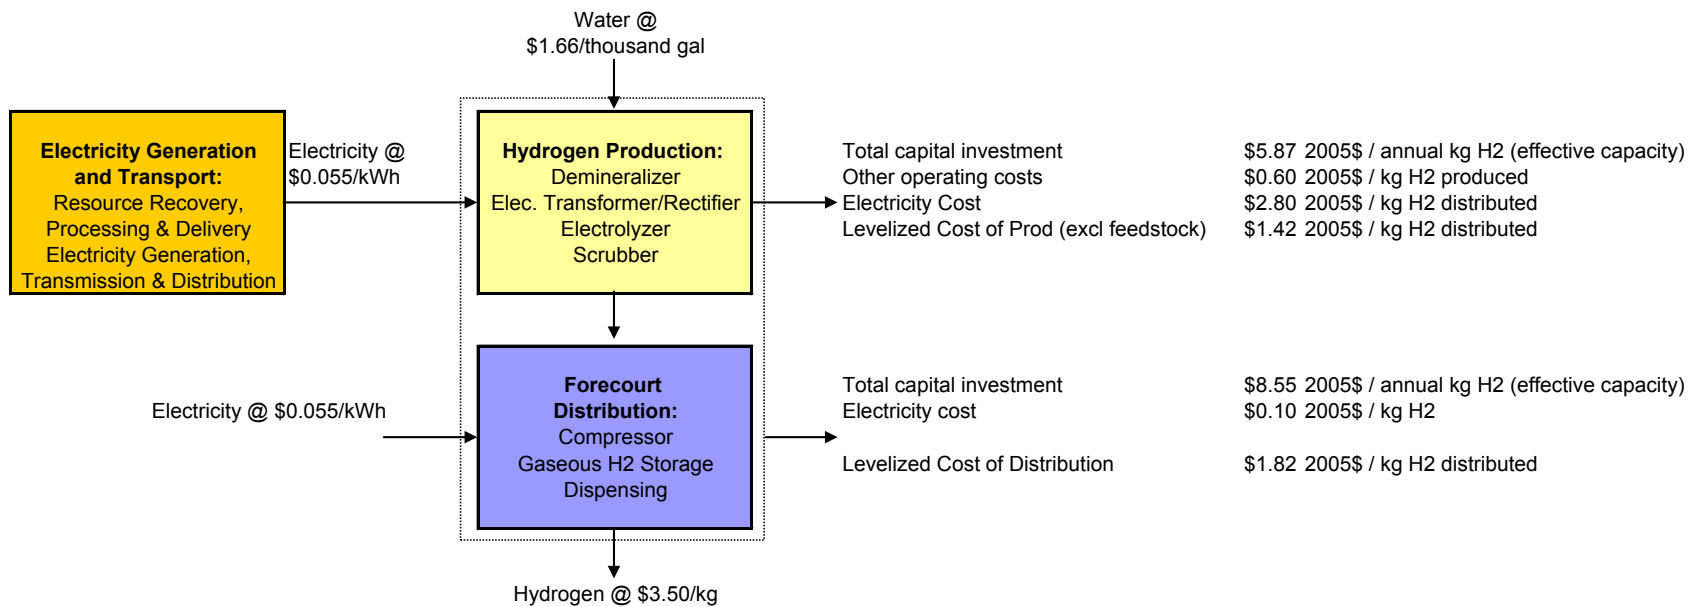 Water @
$1.66/thousand gal
Electricity Generation
and Transport:
Resource Recovery,
Processing & Delivery
Electricity Generation,
Transmission & Distribution
Electricity @
$0.055/kWh
Hydrogen Production:
Demineralizer
Elec. Transformer/Rectifier
Electrolyzer
Scrubber
Total capital investment $5.87 2005$ / annual kg H2 (effective capacity)
Other operating costs $0.60 2005$ / kg H2 produced
Electricity Cost $2.80 2005$ / kg H2 distributed
Levelized Cost of Prod (excl feedstock) $1.42 2005$ / kg H2 distributed
Electricity @ $0.055/kWh
Forecourt
Distribution:
Compressor
Gaseous H2 Storage
Dispensing
Total capital investment $8.55 2005$ / annual kg H2 (effective capacity)
Electricity cost $0.10 2005$ / kg H2
Levelized Cost of Distribution $1.82 2005$ / kg H2 distributed
Hydrogen @ $3.50/kg